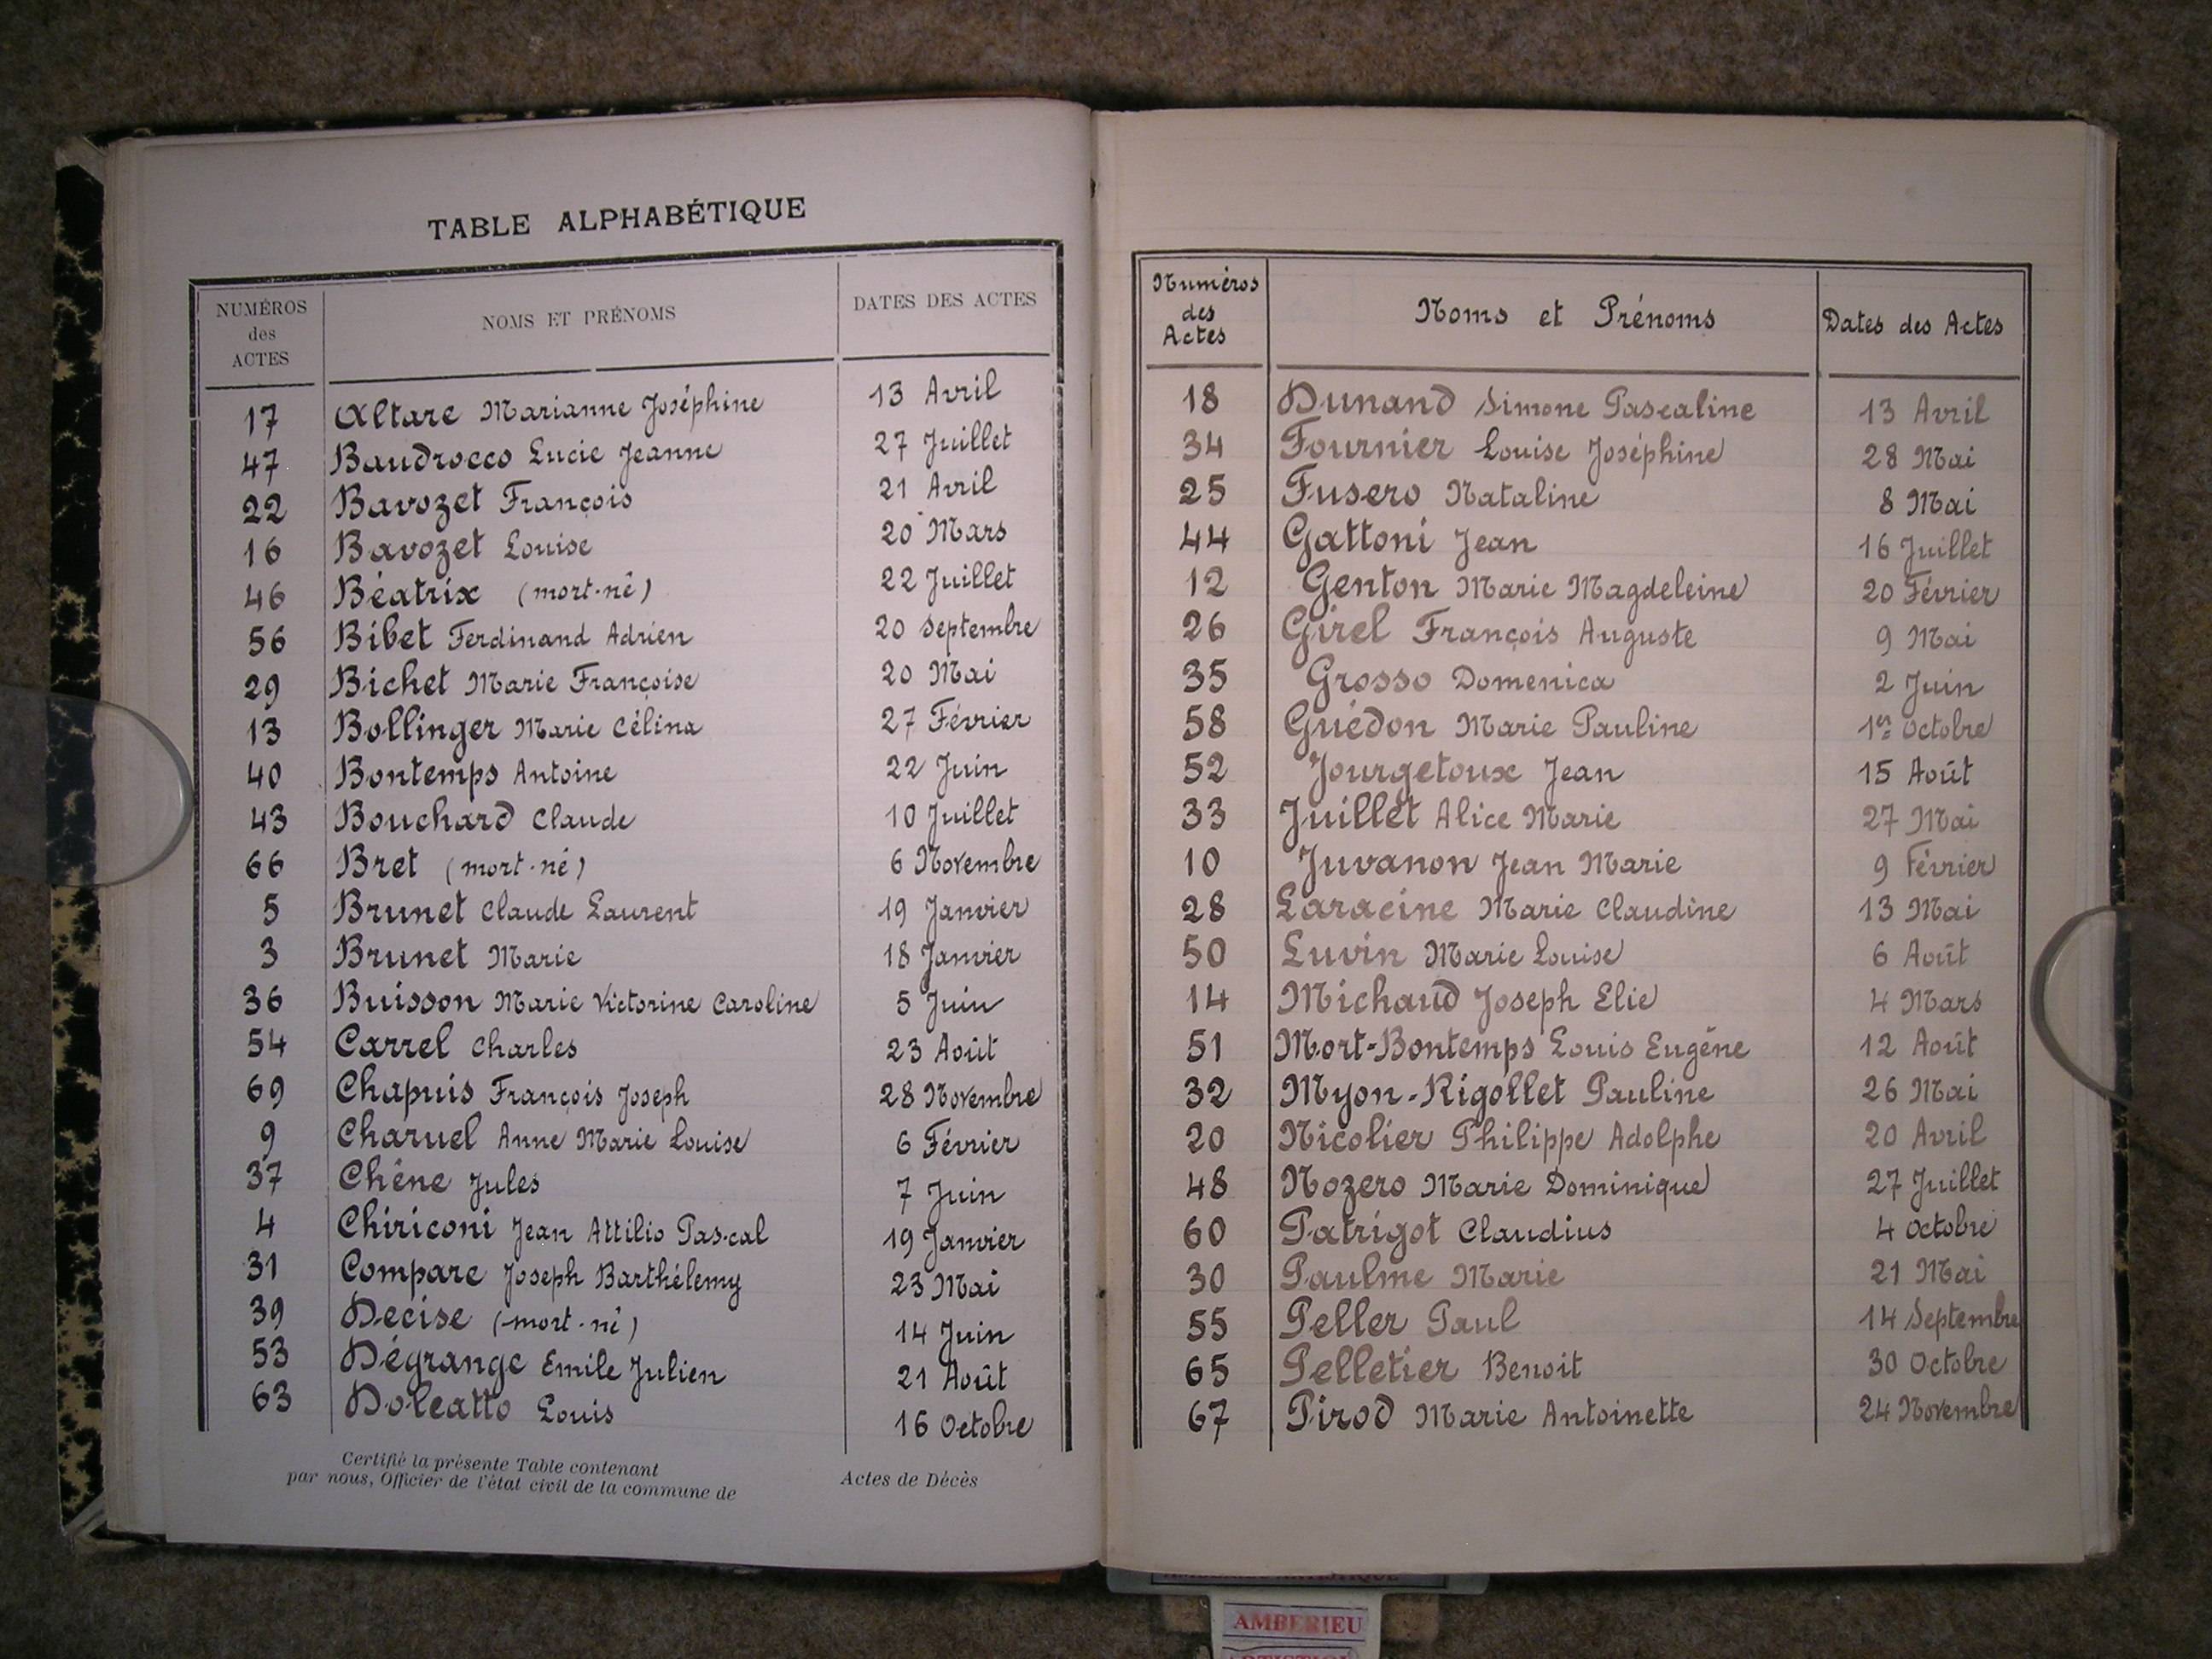 TABLE ALPHABÉTIQUE
NUMÉROS des ACTES NOMS ET PRÉNOMS DATES DES ACTES
17 Altare Marianne Joséphine 13 Avril
47 Baudrocco Lucie Jeanne 27 Juillet
22 Bavozet François 21 Avril
16 Bavozet Louise 20 Mars
46 Béatrix (mort-né) 22 Juillet
56 Bibet Ferdinand Adrien 20 Septembre
29 Bichet Marie Françoise 20 Mai
13 Bollinger Marie Célina 27 Février
40 Bontemps Antoine 22 Juin
43 Bouchard Claude 10 Juillet
66 Bret (mort-né) 6 Novembre
5 Brunet Claude Laurent 19 Janvier
3 Brunet Marie 18 Janvier
36 Buisson Marie Victorine Caroline 5 Juin
54 Carrel Charles 23 Août
69 Chapuis François Joseph 28 Novembre
9 Charuel Anne Marie Louise 6 Février
37 Chêne Jules 7 Juin
4 Chiriconi Jean Attilio Pascal 19 Janvier
31 Compare Joseph Barthélemy 23 Mai
39 Décise (mort-né) 14 Juin
53 Dégrange Emile Julien 21 Août
63 Doleatto Louis 16 Octobre
Certifié la présente Table contenant Actes de Décès
par nous, Officier de l'état civil de la commune de
Numéros des Actes Noms et Prénoms Dates des Actes
18 Dunand Simone Pascaline 13 Avril
34 Fournier Louise Joséphine 28 Mai
25 Fusero Nataline 8 Mai
44 Gattoni Jean 16 Juillet
12 Genton Marie Magdeleine 20 Février
26 Girel François Auguste 9 Mai
35 Grosso Domenica 2 Juin
58 Guédon Marie Pauline 1er Octobre
52 Jourgetoux Jean 15 Août
33 Juillet Alice Marie 27 Mai
10 Juvanon Jean Marie 9 Février
28 Laracine Marie Claudine 13 Mai
50 Luvin Marie Louise 6 Août
14 Michaud Joseph Elie 4 Mars
51 Mort-Bontemps Louis Eugène 12 Août
32 Myon-Rigollet Pauline 26 Mai
20 Nicolier Philippe Adolphe 20 Avril
48 Nozero Marie Dominique 27 Juillet
60 Patrigot Claudius 4 Octobre
30 Paulme Marie 21 Mai
55 Peller Paul 14 Septembre
65 Pelletier Benoit 30 Octobre
67 Pirod Marie Antoinette 24 Novembre
AMBERIEU